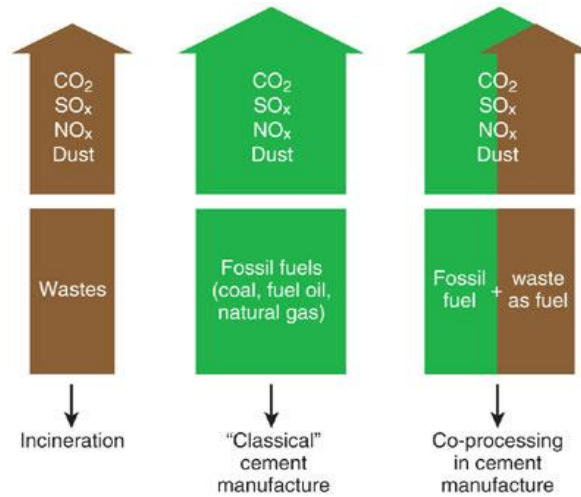 CO₂
SOₓ
NOₓ
Dust
CO₂
SOₓ
NOₓ
Dust
CO₂
SOₓ
NOₓ
Dust
Wastes
Fossil fuels
(coal, fuel oil,
natural gas)
Fossil
fuel
+
waste
as fuel
Incineration
“Classical”
cement
manufacture
Co-processing
in cement
manufacture